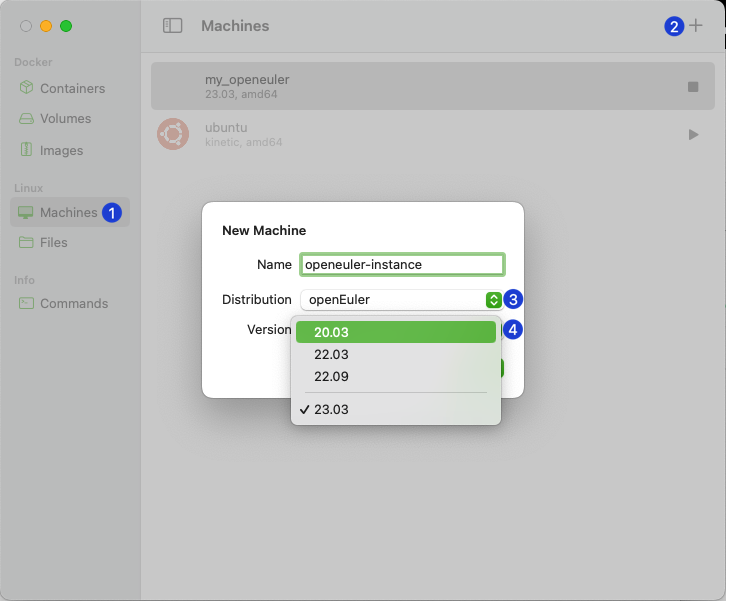 Machines
2
Docker
Containers
Volumes
Images
Linux
Machines 1
Files
Info
Commands
my_openeuler
23.03, amd64
ubuntu
kinetic, amd64
New Machine
Name openeuler-instance
Distribution openEuler 3
Version 4
20.03
22.03
22.09
✓ 23.03